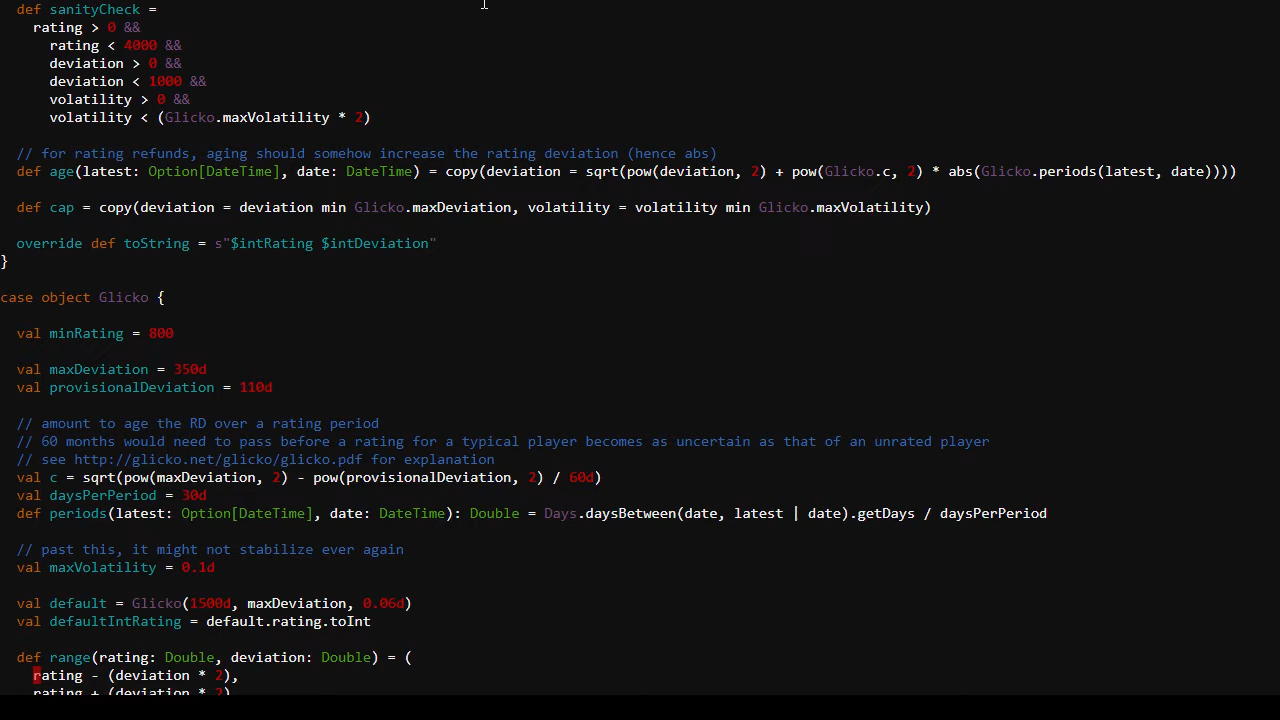 def sanityCheck =
rating > 0 &&
rating < 4000 &&
deviation > 0 &&
deviation < 1000 &&
volatility > 0 &&
volatility < (Glicko.maxVolatility * 2)
// for rating refunds, aging should somehow increase the rating deviation (hence abs)
def age(latest: Option[DateTime], date: DateTime) = copy(deviation = sqrt(pow(deviation, 2) + pow(Glicko.c, 2) * abs(Glicko.periods(latest, date))))
def cap = copy(deviation = deviation min Glicko.maxDeviation, volatility = volatility min Glicko.maxVolatility)
override def toString = s"$intRating $intDeviation"
}
case object Glicko {
val minRating = 800
val maxDeviation = 350d
val provisionalDeviation = 110d
// amount to age the RD over a rating period
// 60 months would need to pass before a rating for a typical player becomes as uncertain as that of an unrated player
// see http://glicko.net/glicko/glicko.pdf for explanation
val c = sqrt(pow(maxDeviation, 2) - pow(provisionalDeviation, 2) / 60d)
val daysPerPeriod = 30d
def periods(latest: Option[DateTime], date: DateTime): Double = Days.daysBetween(date, latest | date).getDays / daysPerPeriod
// past this, it might not stabilize ever again
val maxVolatility = 0.1d
val default = Glicko(1500d, maxDeviation, 0.06d)
val defaultIntRating = default.rating.toInt
def range(rating: Double, deviation: Double) = (
rating - (deviation * 2),
rating + (deviation * 2)